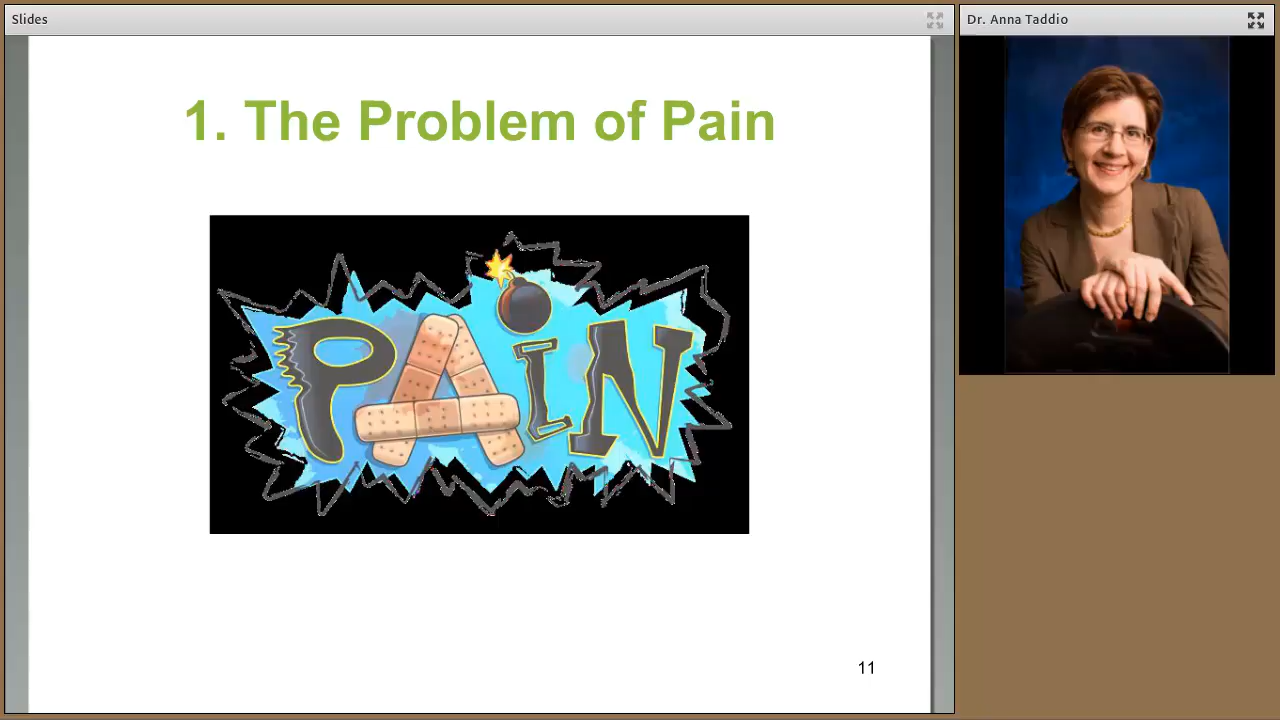 Slides
Dr. Anna Taddio
1. The Problem of Pain
PAiN
11